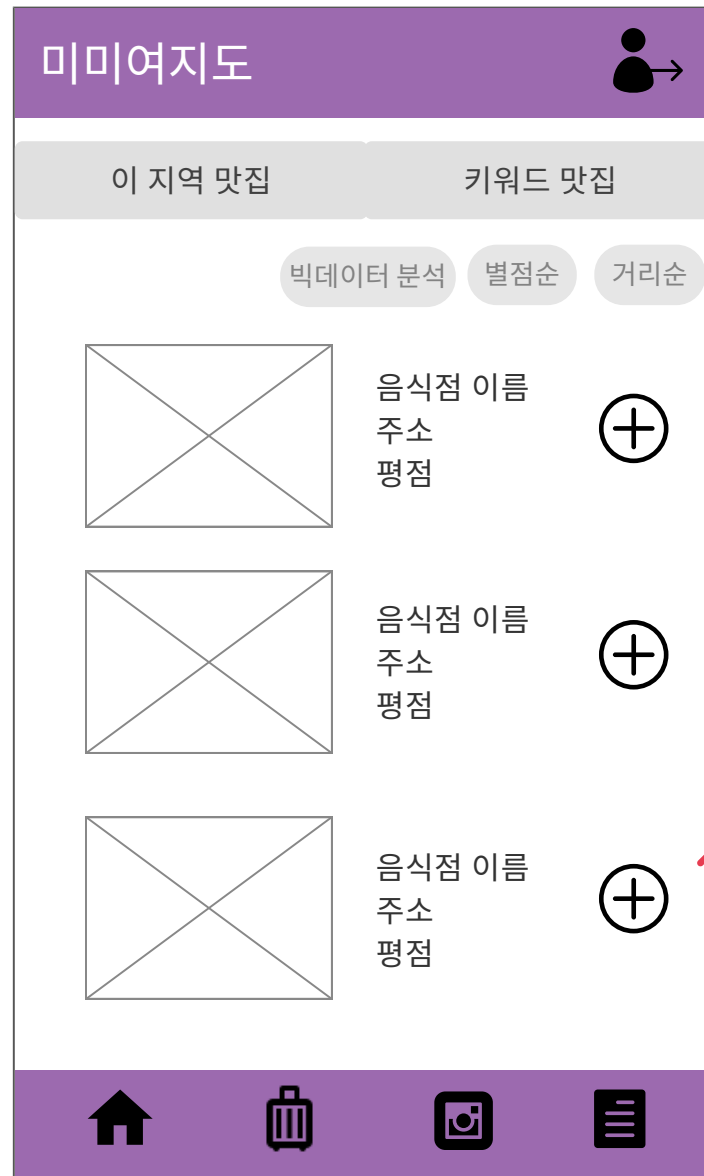 미미여지도
이 지역 맛집
키워드 맛집
빅데이터 분석
별점순
거리순
음식점 이름
주소
평점
음식점 이름
주소
평점
음식점 이름
주소
평점